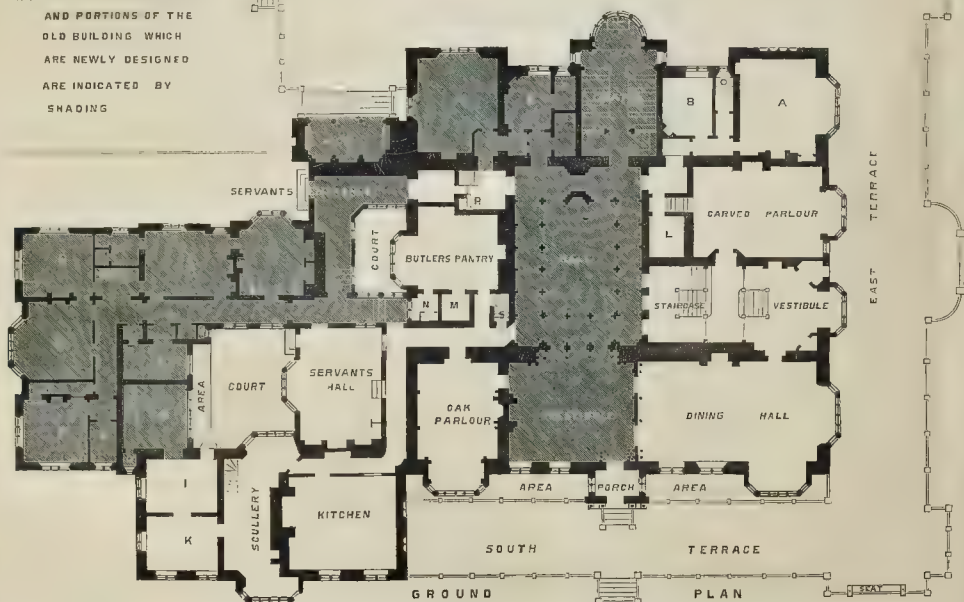 AND PORTIONS OF THE
OLD BUILDING WHICH
ARE NEWLY DESIGNED
ARE INDICATED BY
SHADING
B
A
SERVANTS
R
CARVED PARLOUR
COURT
L
BUTLERS PANTRY
EAST TERRACE
N
M
S
STAIRCASE
VESTIBULE
AREA
COURT
SERVANTS
HALL
OAK
PARLOUR
DINING HALL
I
K
SCULLERY
KITCHEN
AREA
PORCH
AREA
SOUTH TERRACE
SEAT
GROUND PLAN